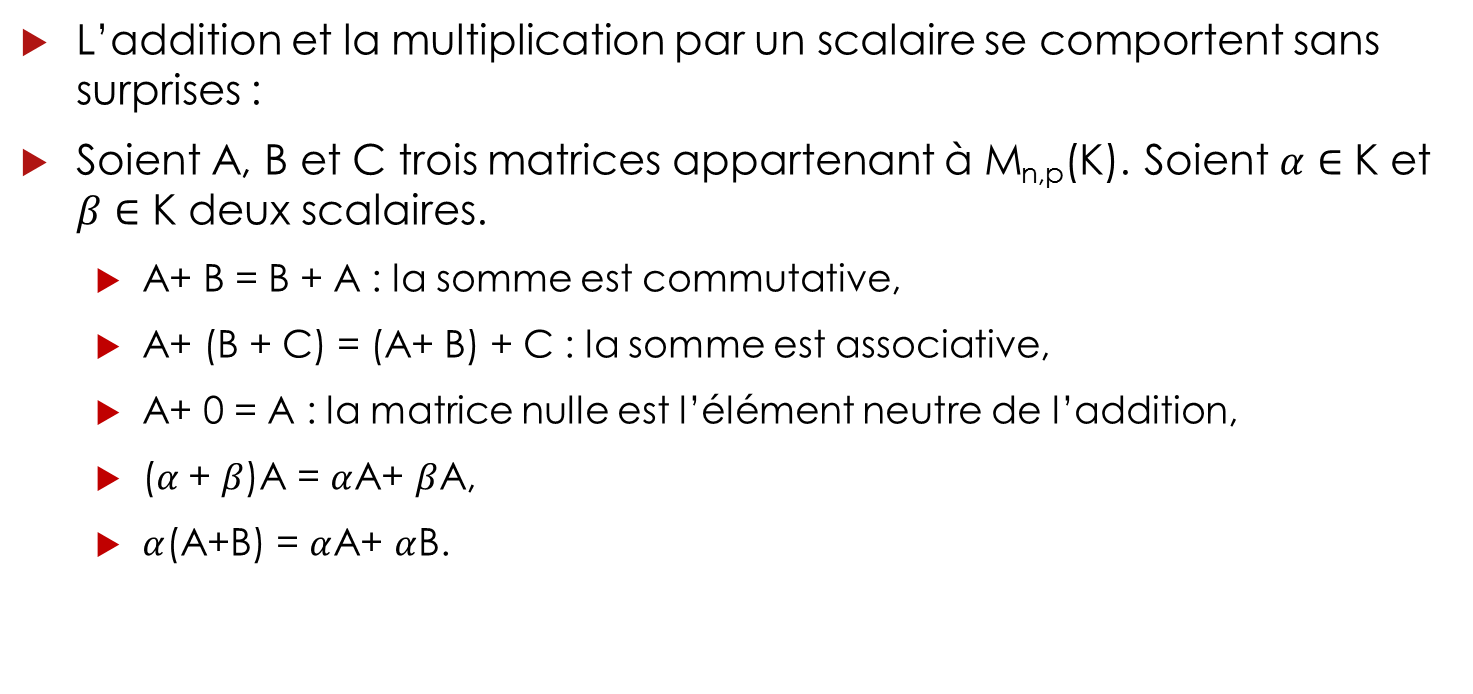 L’addition et la multiplication par un scalaire se comportent sans
surprises :
Soient A, B et C trois matrices appartenant à Mn,p(K). Soient 𝛼 ∈ K et
𝛽 ∈ K deux scalaires.
A+ B = B + A : la somme est commutative,
A+ (B + C) = (A+ B) + C : la somme est associative,
A+ 0 = A : la matrice nulle est l’élément neutre de l’addition,
(𝛼 + 𝛽)A = 𝛼A+ 𝛽A,
𝛼(A+B) = 𝛼A+ 𝛼B.